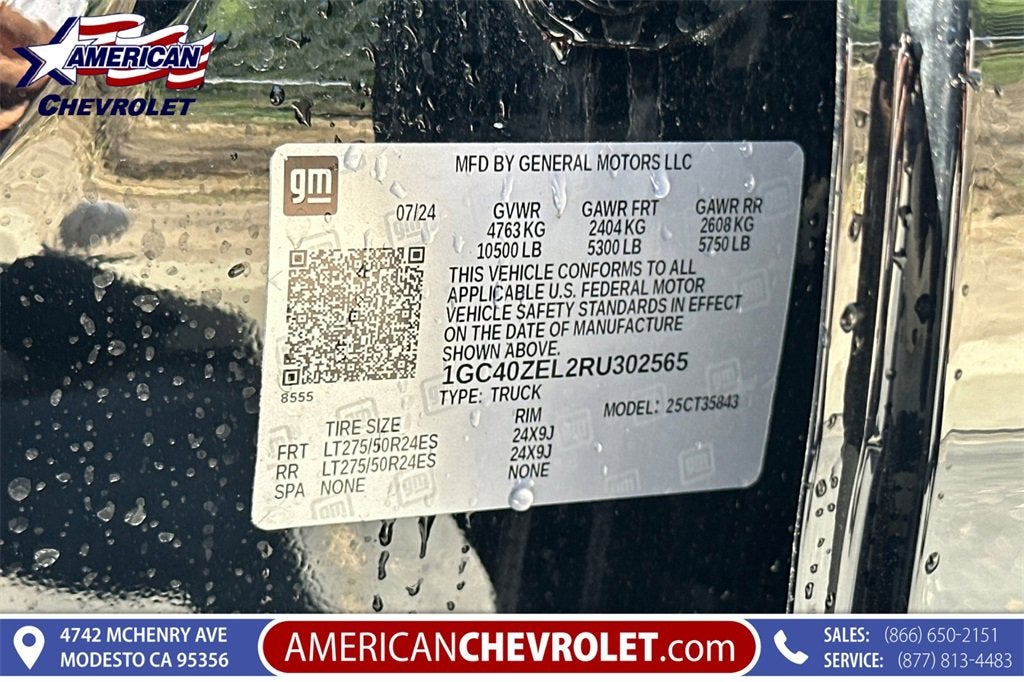 AMERICAN
CHEVROLET
gm
MFD BY GENERAL MOTORS LLC
07/24
GVWR GAWR FRT GAWR RR
4763 KG 2404 KG 2608 KG
10500 LB 5300 LB 5750 LB
THIS VEHICLE CONFORMS TO ALL
APPLICABLE U.S. FEDERAL MOTOR
VEHICLE SAFETY STANDARDS IN EFFECT
ON THE DATE OF MANUFACTURE
SHOWN ABOVE.
1GC40ZEL2RU302565
8555
TYPE: TRUCK
MODEL: 25CT35843
TIRE SIZE RIM
FRT LT275/50R24ES 24X9J
RR LT275/50R24ES 24X9J
SPA NONE NONE
4742 MCHENRY AVE
MODESTO CA 95356
AMERICANCHEVROLET.com
SALES: (866) 650-2151
SERVICE: (877) 813-4483